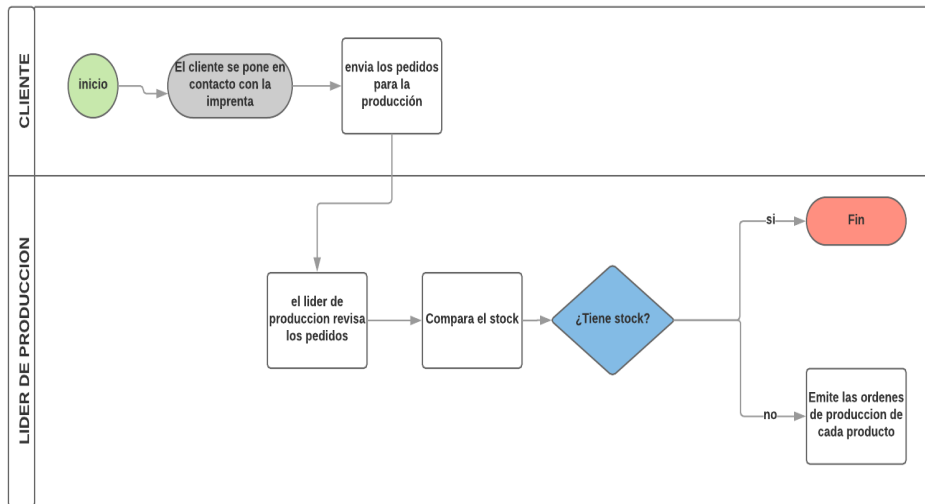 CLIENTE
inicio
El cliente se pone en
contacto con la
imprenta
envia los pedidos
para la
producción
LIDER DE PRODUCCION
el lider de
produccion revisa
los pedidos
Compara el stock
¿Tiene stock?
si
Fin
no
Emite las ordenes
de produccion de
cada producto